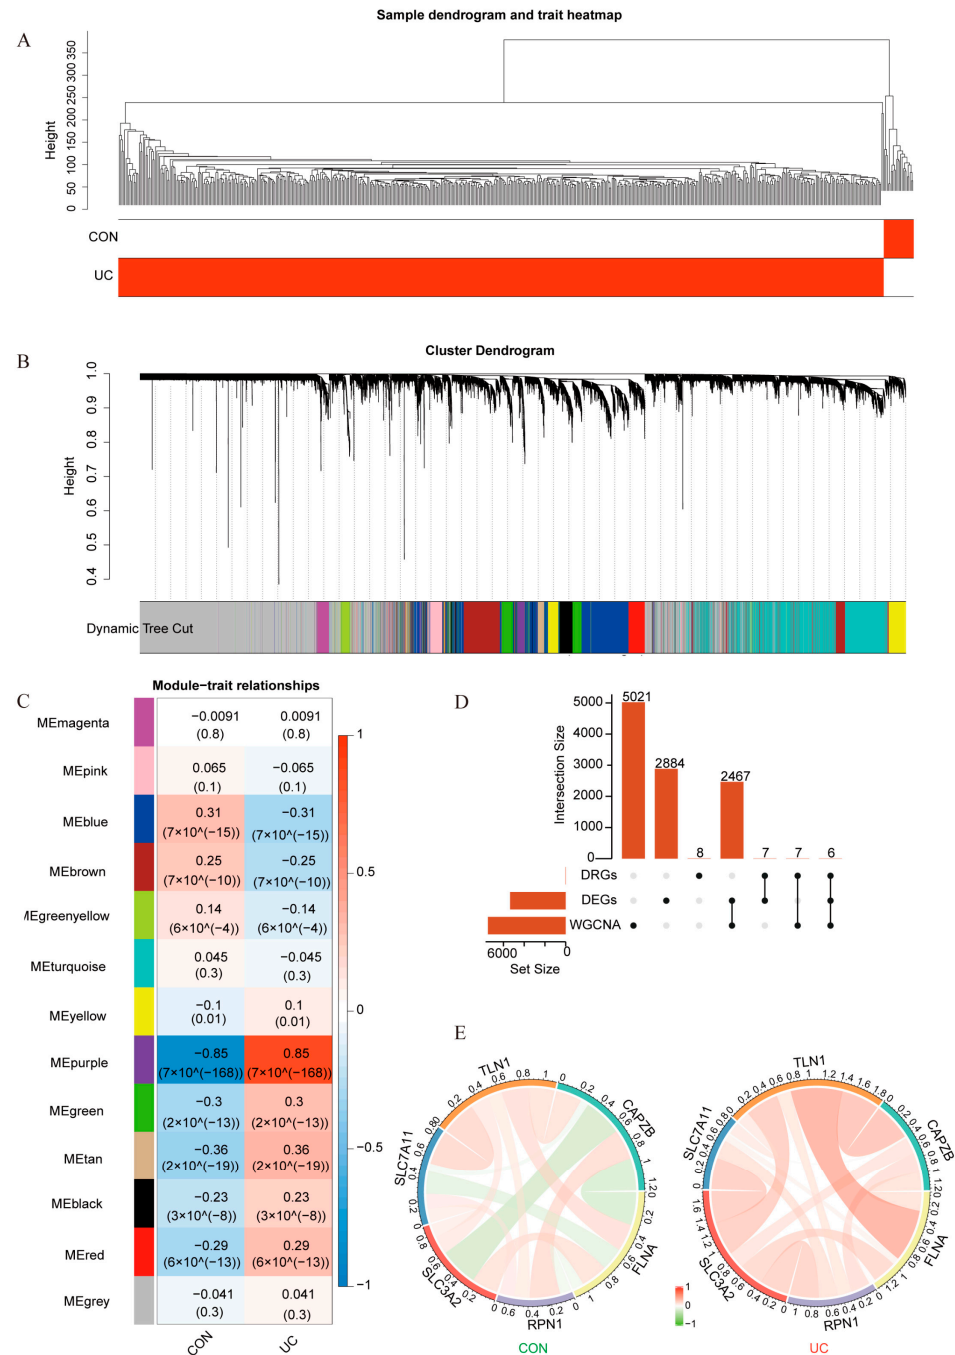 Sample dendrogram and trait heatmap
A
Height
0 50 100 150 200 250 300 350
CON
UC
B
Cluster Dendrogram
Height
0.4 0.5 0.6 0.7 0.8 0.9 1.0
Dynamic Tree Cut
C
Module−trait relationships
MEmagenta −0.0091 0.0091
(0.8) (0.8)
MEpink 0.065 −0.065
(0.1) (0.1)
MEblue 0.31 −0.31
(7×10^(−15)) (7×10^(−15))
MEbrown 0.25 −0.25
(7×10^(−10)) (7×10^(−10))
MEgreenyellow 0.14 −0.14
(6×10^(−4)) (6×10^(−4))
MEturquoise 0.045 −0.045
(0.3) (0.3)
MEyellow −0.1 0.1
(0.01) (0.01)
MEpurple −0.85 0.85
(7×10^(−168)) (7×10^(−168))
MEgreen −0.3 0.3
(2×10^(−13)) (2×10^(−13))
MEtan −0.36 0.36
(2×10^(−19)) (2×10^(−19))
MEblack −0.23 0.23
(3×10^(−8)) (3×10^(−8))
MEred −0.29 0.29
(6×10^(−13)) (6×10^(−13))
MEgrey −0.041 0.041
(0.3) (0.3)
CON UC
1
0.5
0
−0.5
−1
D
Intersection Size
5000
4000
3000
2000
1000
0
5021 2884 8 2467 7 7 6
DRGs
DEGs
WGCNA
6000 0
Set Size
E
TLN1
CAPZB
FLNA
RPN1
SLC3A2
SLC7A11
CON
TLN1
CAPZB
FLNA
RPN1
SLC3A2
SLC7A11
UC
1
0
−1